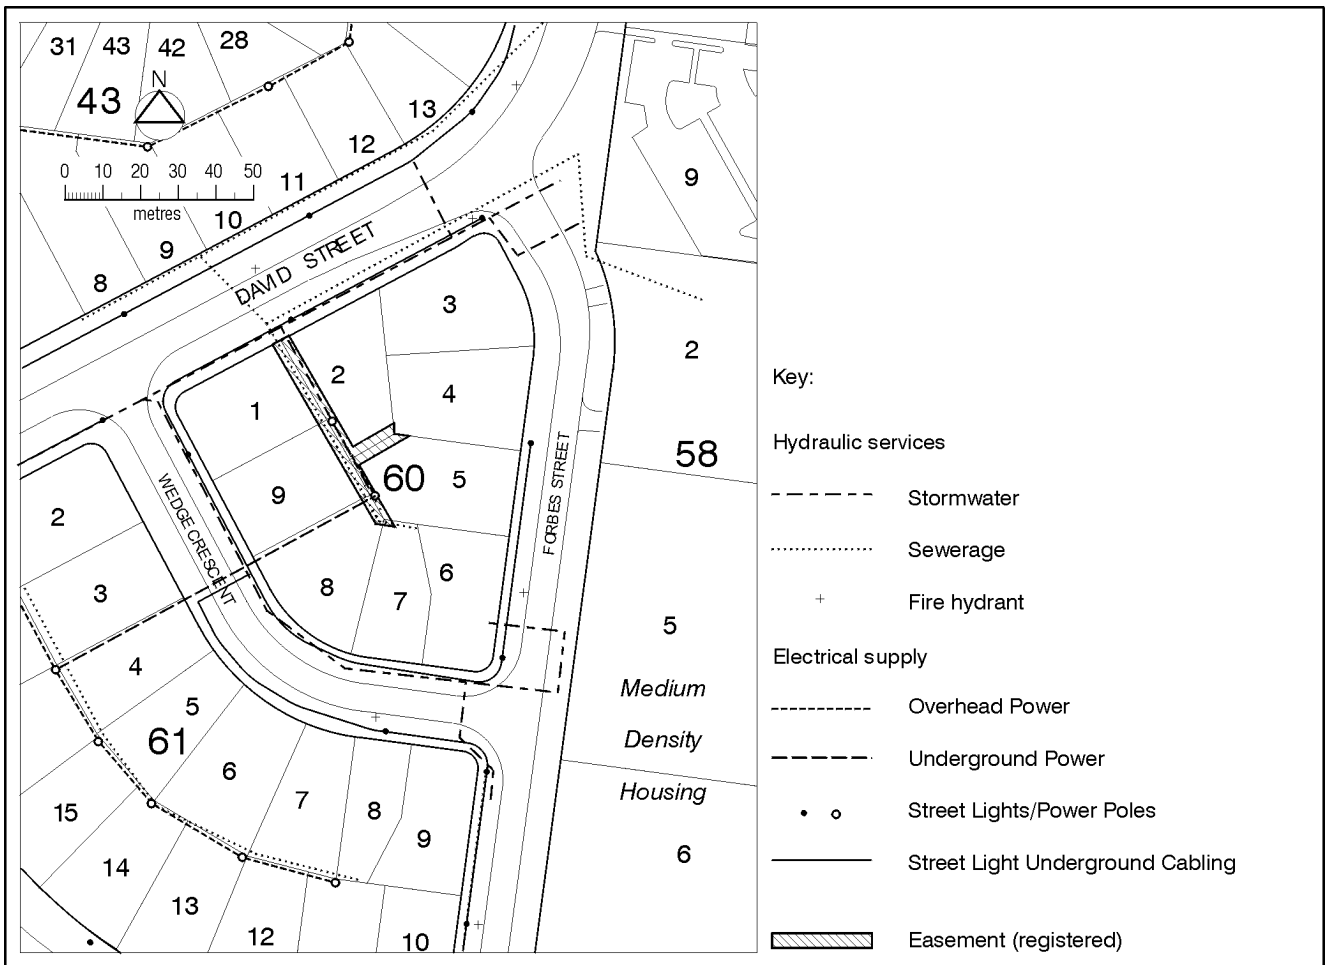 31 43 42 28
N
43
13
12
0 10 20 30 40 50
metres
11
10
9
8
9
DAVID STREET
3
2
2
4
1
58
60
5
9
FORBES STREET
WEDGE CRESCENT
2
3
8
7
6
5
4
5
61
6
7
8
9
15
14
13
12
10
Medium
Density
Housing
6
Key:
Hydraulic services
Stormwater
Sewerage
Fire hydrant
Electrical supply
Overhead Power
Underground Power
Street Lights/Power Poles
Street Light Underground Cabling
Easement (registered)